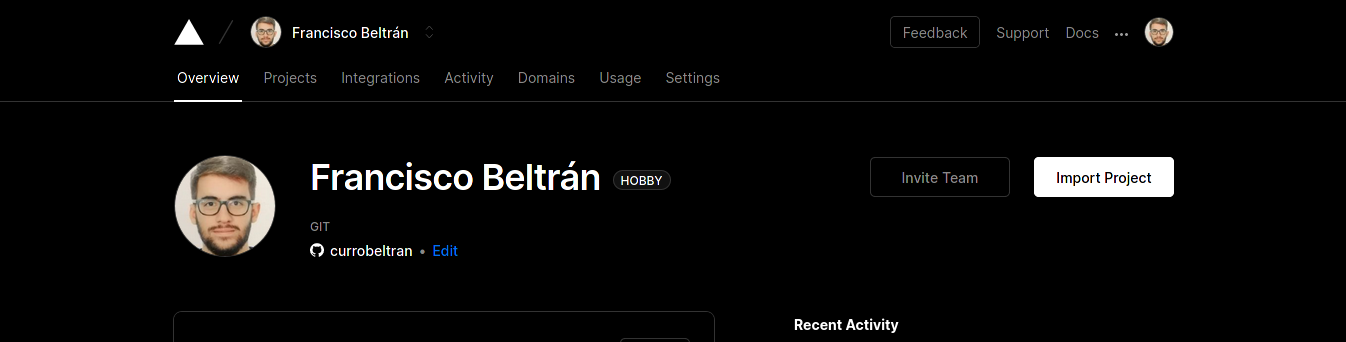 Francisco Beltrán
Feedback Support Docs
Overview Projects Integrations Activity Domains Usage Settings
Francisco Beltrán HOBBY
Invite Team Import Project
GIT
currobeltran • Edit
Recent Activity